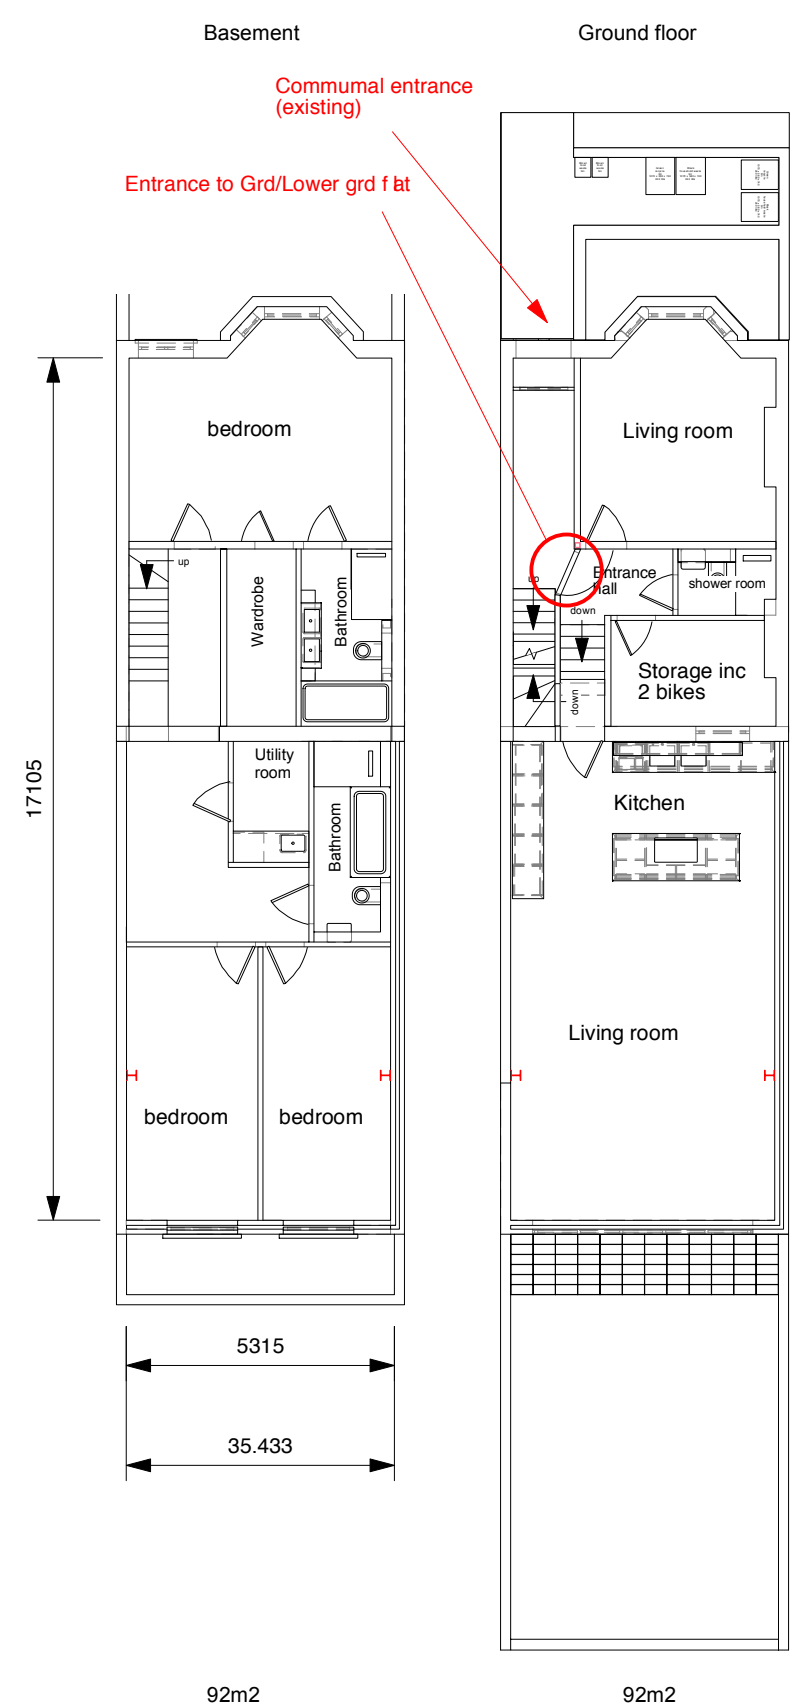 Basement
Ground floor
Commumal entrance
(existing)
Entrance to Grd/Lower grd flat
bedroom
Living room
up
Wardrobe
Bathroom
up
Entrance
hall
shower room
down
Storage inc
2 bikes
down
17105
Utility
room
Bathroom
Kitchen
Living room
bedroom
bedroom
5315
35.433
92m2
92m2